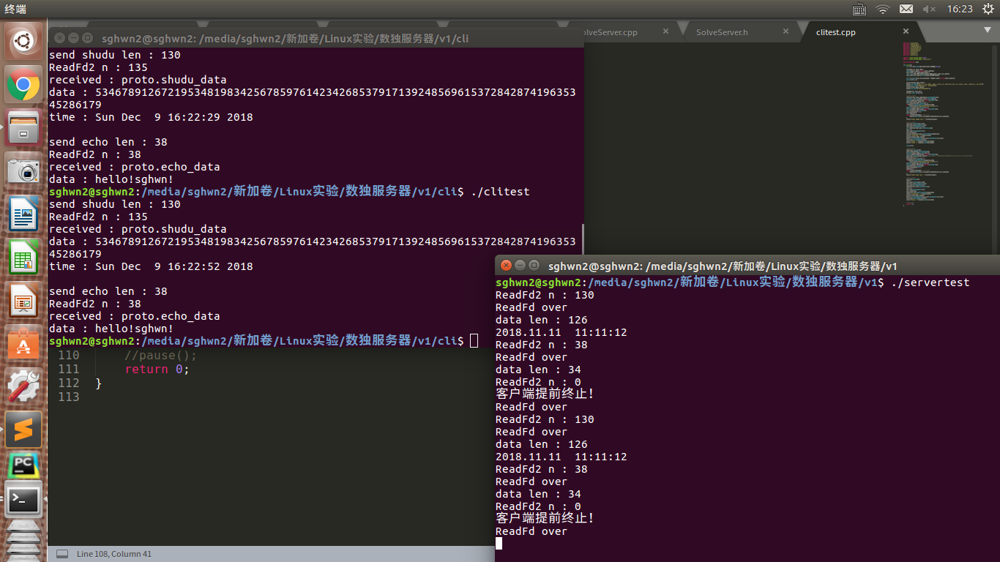 终端
16:23
sghwn2@sghwn2: /media/sghwn2/新加卷/Linux实验/数独服务器/v1/cli
olveServer.cpp
SolveServer.h
clitest.cpp
send shudu len : 130
ReadFd2 n : 135
received : proto.shudu_data
data : 534678912672195348198342567859761423426853791713924856961537284287419635345286179
time : Sun Dec  9 16:22:29 2018
send echo len : 38
ReadFd2 n : 38
received : proto.echo_data
data : hello!sghwn!
sghwn2@sghwn2:/media/sghwn2/新加卷/Linux实验/数独服务器/v1/cli$ ./clitest
send shudu len : 130
ReadFd2 n : 135
received : proto.shudu_data
data : 5346789126721953481983425678597614234268537917139248569615372842874196353
45286179
time : Sun Dec  9 16:22:52 2018
send echo len : 38
ReadFd2 n : 38
received : proto.echo_data
data : hello!sghwn!
sghwn2@sghwn2:/media/sghwn2/新加卷/Linux实验/数独服务器/v1/cli$
110 //pause();
111 return 0;
112 }
113
Line 108, Column 41
sghwn2@sghwn2: /media/sghwn2/新加卷/Linux实验/数独服务器/v1
sghwn2@sghwn2:/media/sghwn2/新加卷/Linux实验/数独服务器/v1$ ./servertest
ReadFd2 n : 130
ReadFd over
data len : 126
2018.11.11  11:11:12
ReadFd2 n : 38
ReadFd over
data len : 34
ReadFd2 n : 0
客户端提前终止!
ReadFd over
ReadFd2 n : 130
ReadFd over
data len : 126
2018.11.11  11:11:12
ReadFd2 n : 38
ReadFd over
data len : 34
ReadFd2 n : 0
客户端提前终止!
ReadFd over
PC